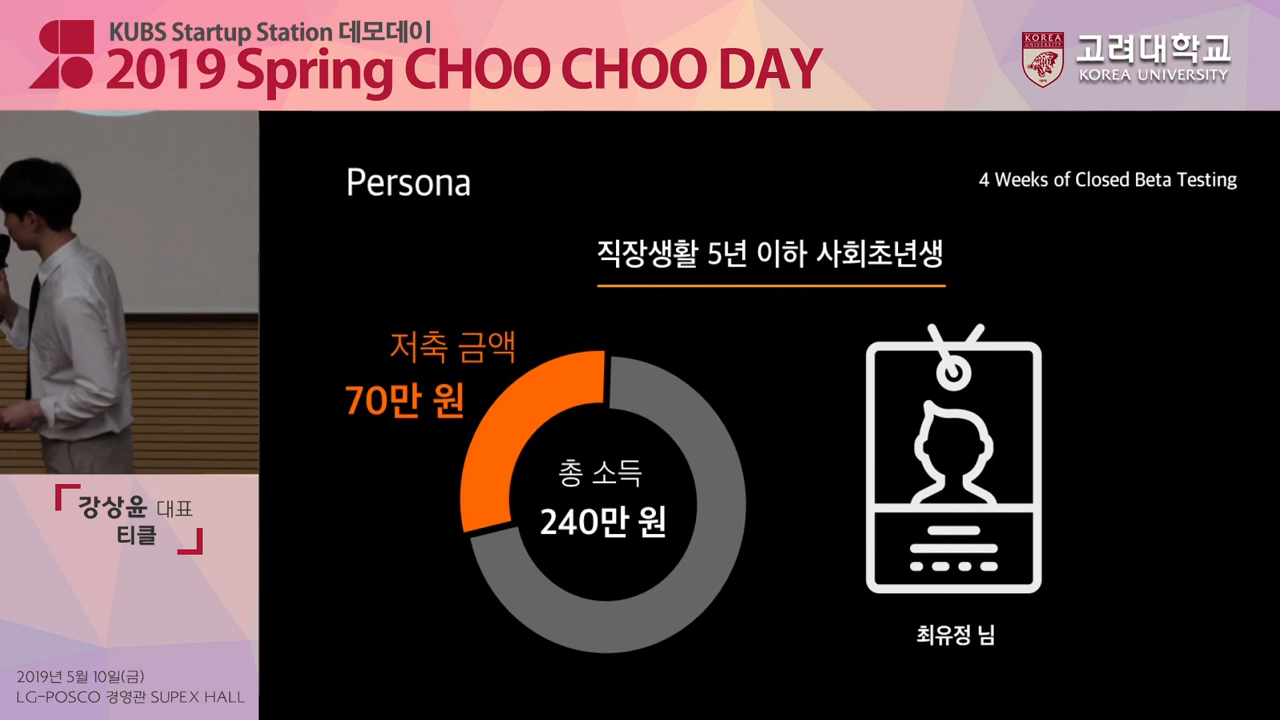 KUBS Startup Station 데모데이
2019 Spring CHOO CHOO DAY
KOREA
UNIVERSITY
고려대학교
KOREA UNIVERSITY
Persona
4 Weeks of Closed Beta Testing
직장생활 5년 이하 사회초년생
저축 금액
70만 원
총 소득
240만 원
최유정 님
강상윤 대표
티클
2019년 5월 10일(금)
LG-POSCO 경영관 SUPEX HALL